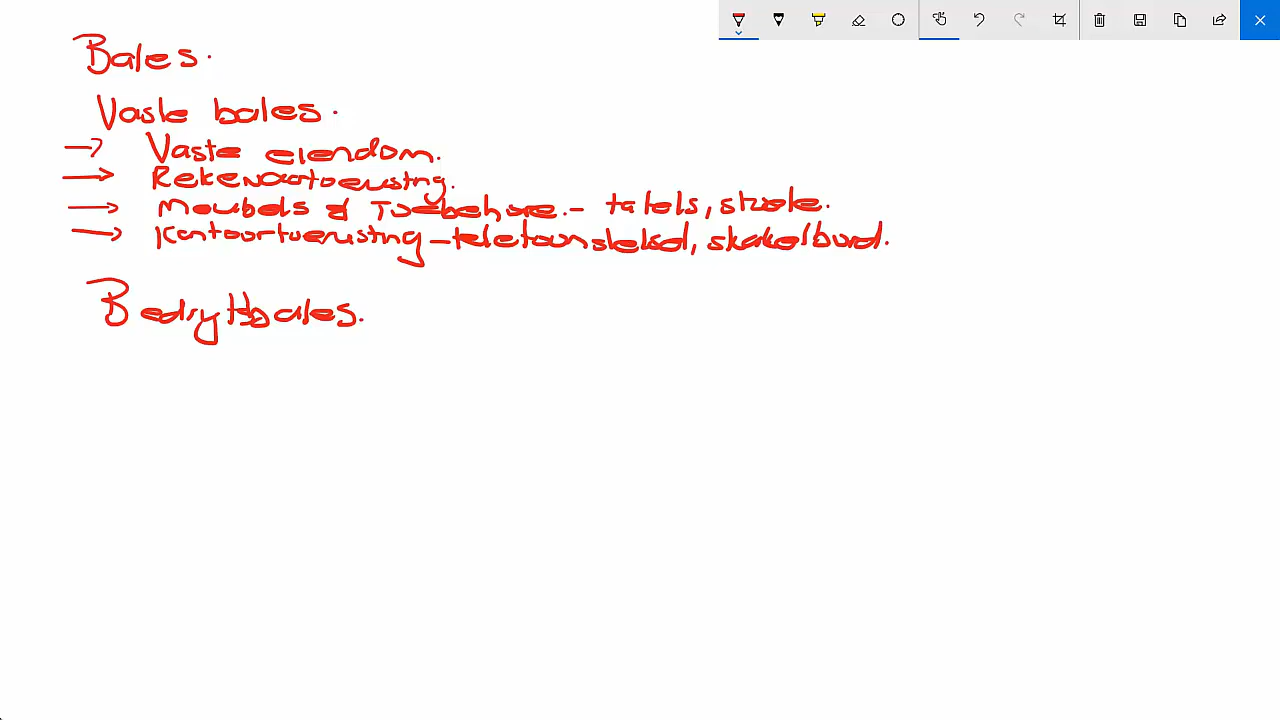 Bates.
Vaste bates.
→ Vaste eiendom.
→ Rekenaartoerusting.
→ Meubels & Toebehore. - tafels, stoele.
→ Kantoortoerusting - telefoonstelsel, skakelbord.
Bedryfsbates.